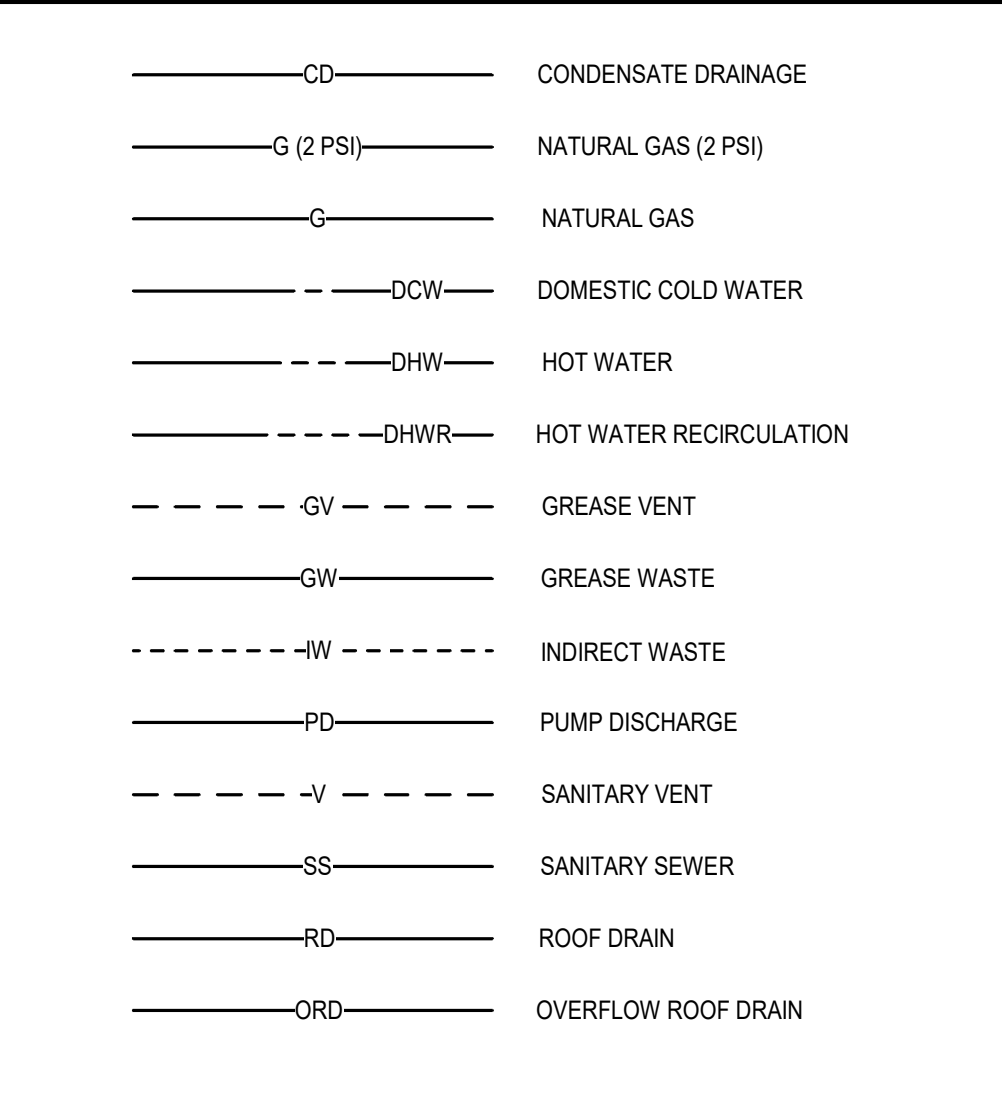 CD CONDENSATE DRAINAGE
G (2 PSI) NATURAL GAS (2 PSI)
G NATURAL GAS
DCW DOMESTIC COLD WATER
DHW HOT WATER
DHWR HOT WATER RECIRCULATION
GV GREASE VENT
GW GREASE WASTE
IW INDIRECT WASTE
PD PUMP DISCHARGE
V SANITARY VENT
SS SANITARY SEWER
RD ROOF DRAIN
ORD OVERFLOW ROOF DRAIN